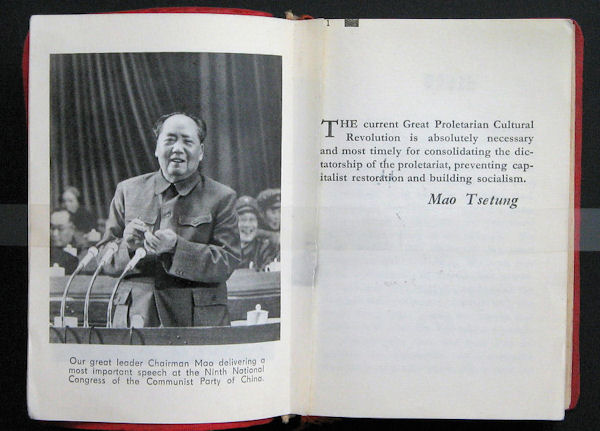 Our great leader Chairman Mao delivering a
most important speech at the Ninth National
Congress of the Communist Party of China.
1
THE current Great Proletarian Cultural
Revolution is absolutely necessary
and most timely for consolidating the dic-
tatorship of the proletariat, preventing cap-
italist restoration and building socialism.
Mao Tsetung